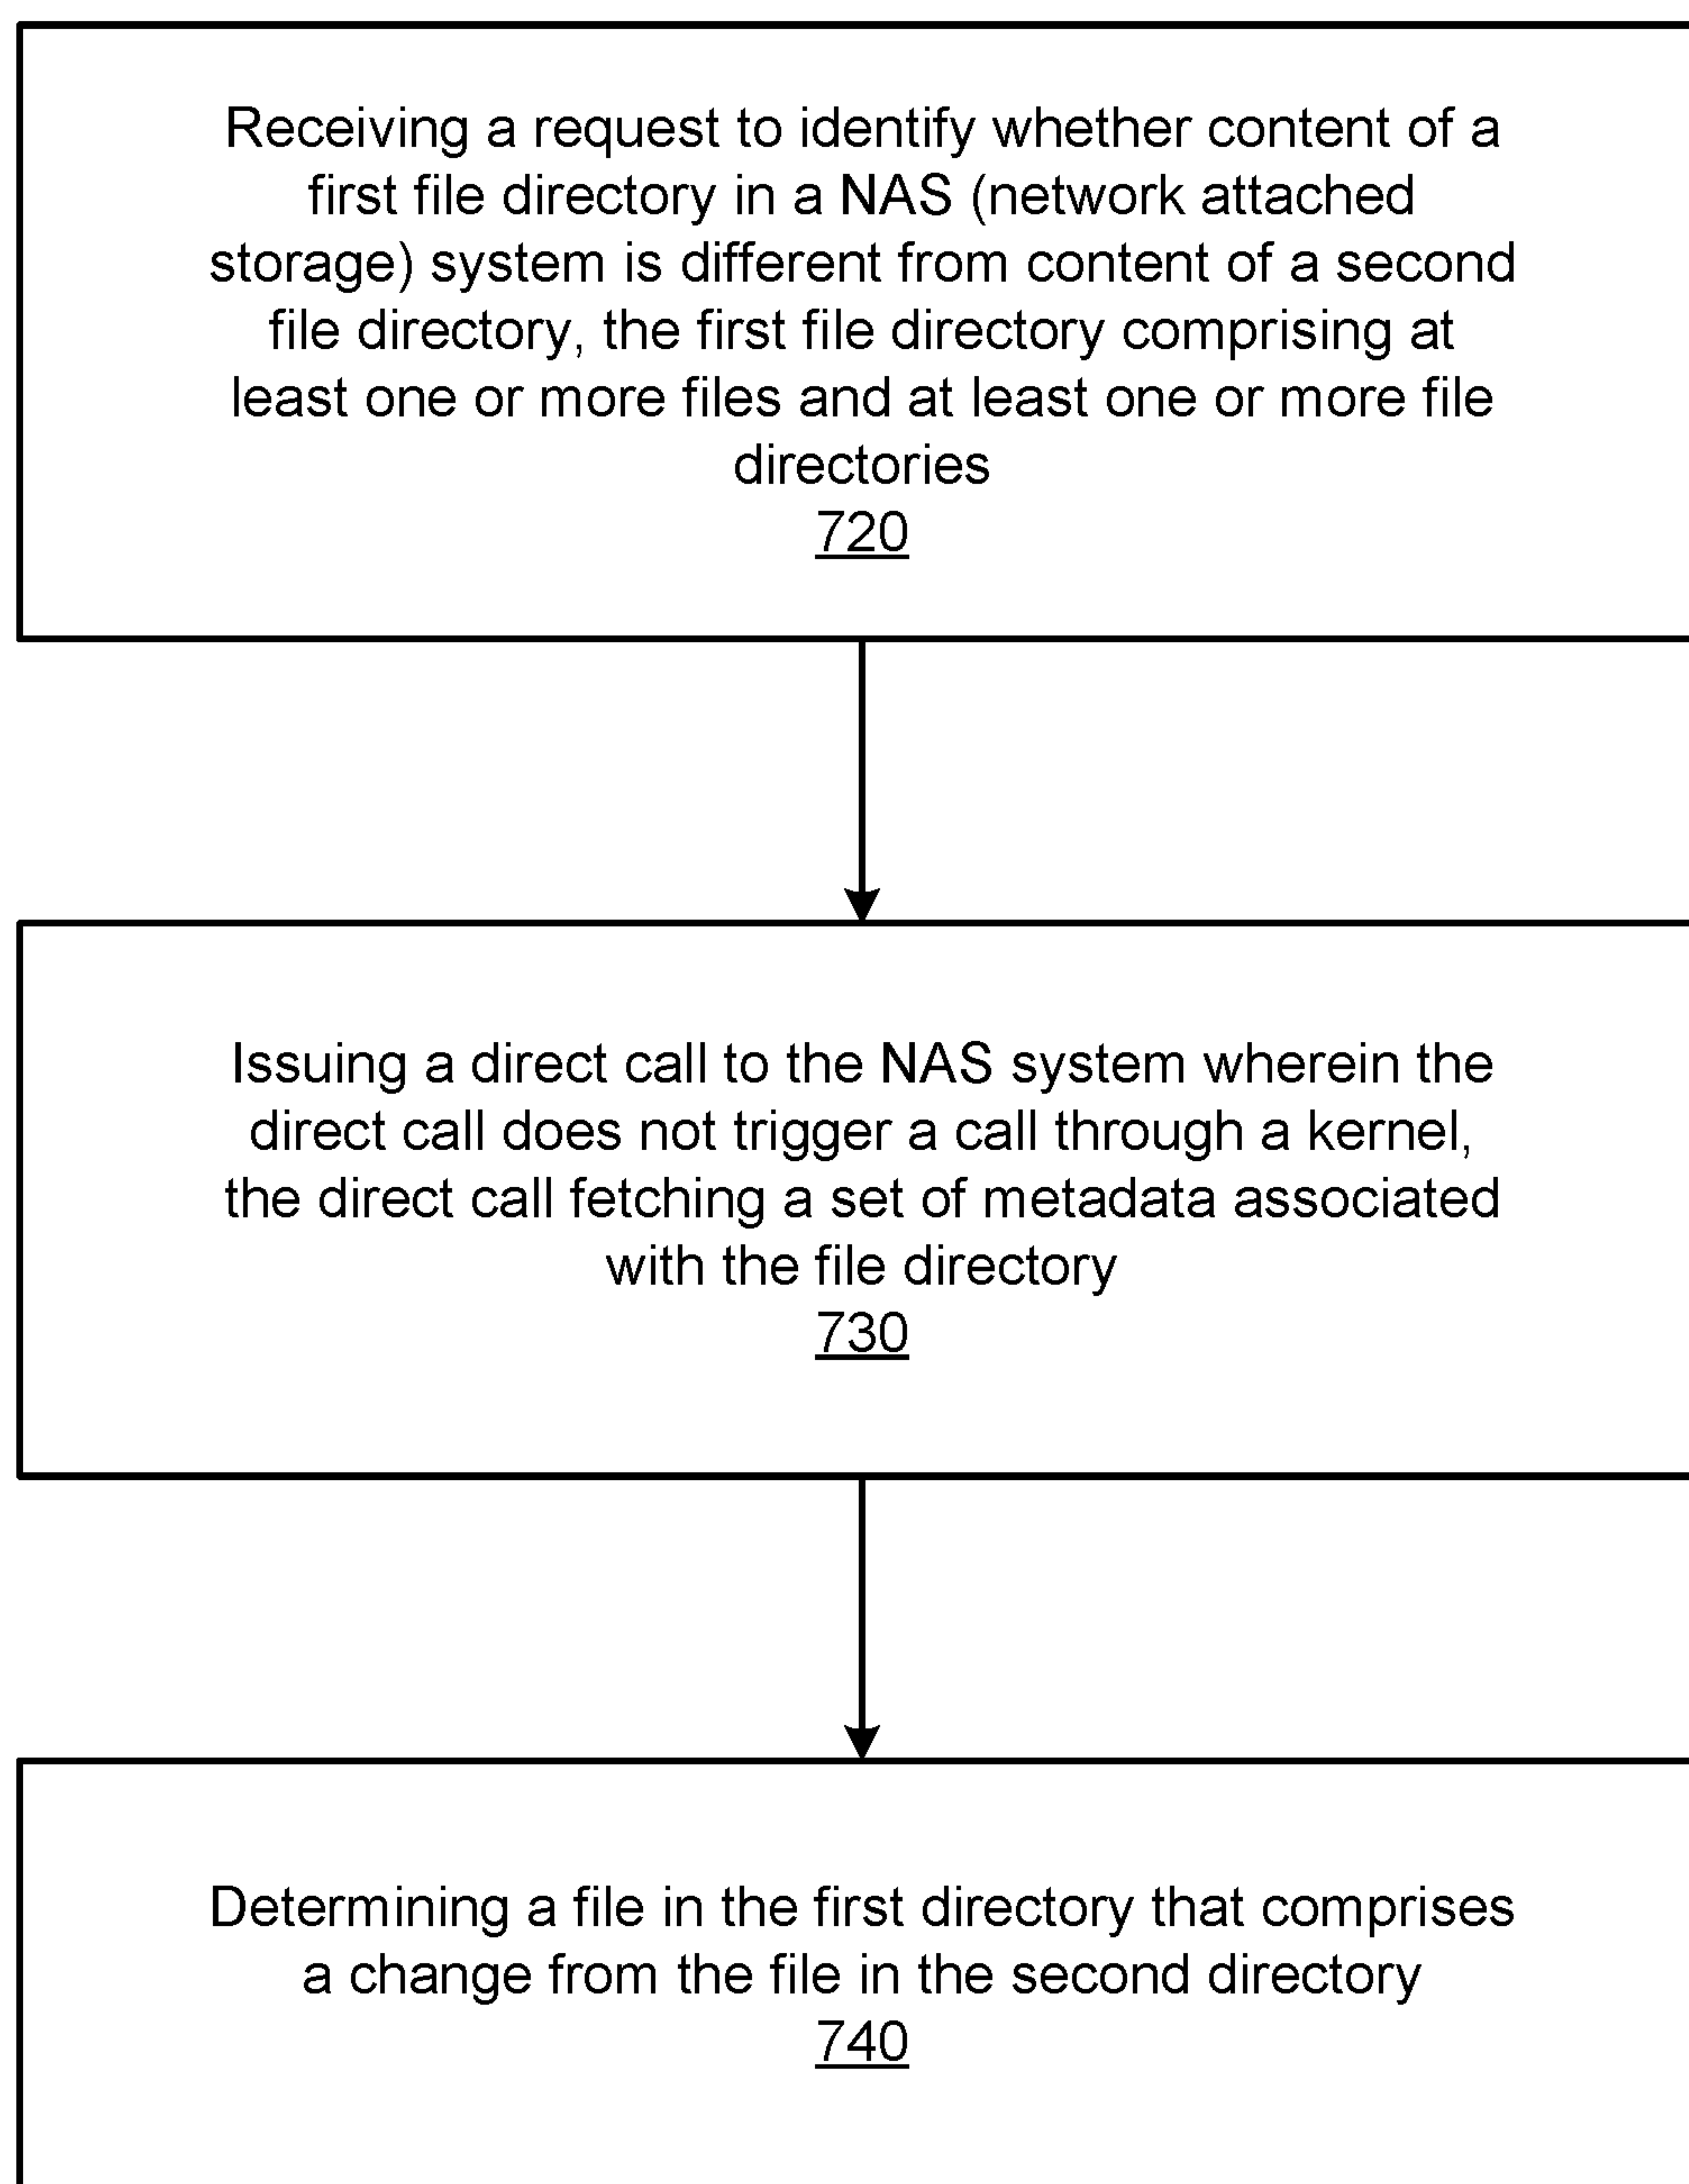 Receiving a request to identify whether content of a
first file directory in a NAS (network attached
storage) system is different from content of a second
file directory, the first file directory comprising at
least one or more files and at least one or more file
directories
720
Issuing a direct call to the NAS system wherein the
direct call does not trigger a call through a kernel,
the direct call fetching a set of metadata associated
with the file directory
730
Determining a file in the first directory that comprises
a change from the file in the second directory
740